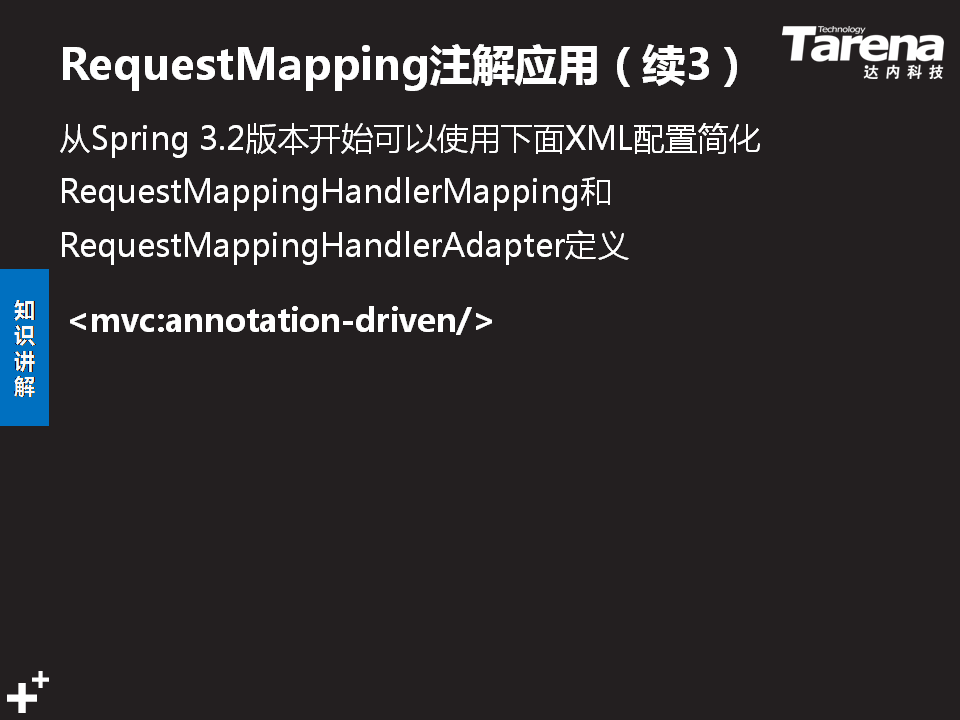 RequestMapping注解应用（续3）
Technology
Tarena
达内科技
从Spring 3.2版本开始可以使用下面XML配置简化
RequestMappingHandlerMapping和
RequestMappingHandlerAdapter定义
<mvc:annotation-driven/>
知识讲解